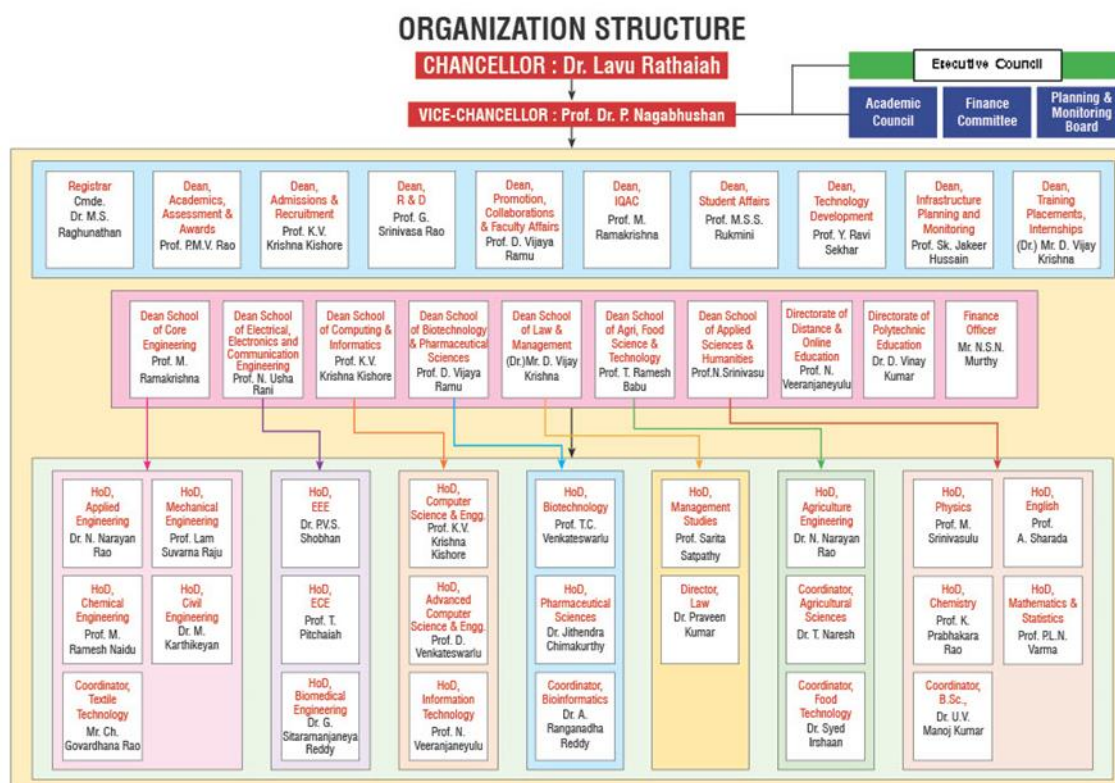 ORGANIZATION STRUCTURE
CHANCELLOR : Dr. Lavu Rathaiah
VICE-CHANCELLOR : Prof. Dr. P. Nagabhushan
Executive Council
Academic
Council
Finance
Committee
Planning &
Monitoring
Board
Registrar
Cmde.
Dr. M.S.
Raghunathan
Dean,
Academics,
Assessment &
Awards
Prof. P.M.V. Rao
Dean,
Admissions &
Recruitment
Prof. K.V.
Krishna Kishore
Dean,
R & D
Prof. G.
Srinivasa Rao
Dean,
Promotion,
Collaborations
& Faculty Affairs
Prof. D. Vijaya
Ramu
Dean,
IQAC
Prof. M.
Ramakrishna
Dean,
Student Affairs
Prof. M.S.S.
Rukmini
Dean,
Technology
Development
Prof. Y. Ravi
Sekhar
Dean,
Infrastructure
Planning and
Monitoring
Prof. Sk. Jakeer
Hussain
Dean,
Training
Placements,
Internships
(Dr.) Mr. D. Vijay
Krishna
Dean School
of Core
Engineering
Prof. M.
Ramakrishna
Dean School
of Electrical,
Electronics and
Communication
Engineering
Prof. N. Usha
Rani
Dean School
of Computing &
Informatics
Prof. K.V.
Krishna Kishore
Dean School
of Biotechnology
& Pharmaceutical
Sciences
Prof. D. Vijaya
Ramu
Dean School
of Law &
Management
(Dr.)Mr. D. Vijay
Krishna
Dean School
of Agri, Food
Science &
Technology
Prof. T. Ramesh
Babu
Dean School
of Applied
Sciences &
Humanities
Prof.N.Srinivasu
Directorate of
Distance &
Online
Education
Prof. N.
Veeranjaneyulu
Directorate of
Polytechnic
Education
Dr. D. Vinay
Kumar
Finance
Officer
Mr. N.S.N.
Murthy
HoD,
Applied
Engineering
Dr. N. Narayan
Rao
HoD,
Mechanical
Engineering
Prof. Lam
Suvarna Raju
HoD,
EEE
Dr. P.V.S.
Shobhan
HoD,
Computer
Science & Engg.
Prof. K.V.
Krishna
Kishore
HoD,
Biotechnology
Prof. T.C.
Venkateswarlu
HoD,
Management
Studies
Prof. Sarita
Satpathy
HoD,
Agriculture
Engineering
Dr. N. Narayan
Rao
HoD,
Physics
Prof. M.
Srinivasulu
HoD,
English
Prof.
A. Sharada
HoD,
Chemical
Engineering
Prof. M.
Ramesh Naidu
HoD,
Civil
Engineering
Dr. M.
Karthikeyan
HoD,
ECE
Prof. T.
Pitchaiah
HoD,
Advanced
Computer
Science & Engg.
Prof. D.
Venkateswarlu
HoD,
Pharmaceutical
Sciences
Dr. Jithendra
Chimakurthy
Director,
Law
Dr. Praveen
Kumar
Coordinator,
Agricultural
Sciences
Dr. T. Naresh
HoD,
Chemistry
Prof. K.
Prabhakara
Rao
HoD,
Mathematics &
Statistics
Prof. P.L.N.
Varma
Coordinator,
Textile
Technology
Mr. Ch.
Govardhana Rao
HoD,
Biomedical
Engineering
Dr. G.
Sitaramanjaneya
Reddy
HoD,
Information
Technology
Prof. N.
Veeranjaneyulu
Coordinator,
Bioinformatics
Dr. A.
Ranganadha
Reddy
Coordinator,
Food
Technology
Dr. Syed
Irshaan
Coordinator,
B.Sc.,
Dr. U.V.
Manoj Kumar